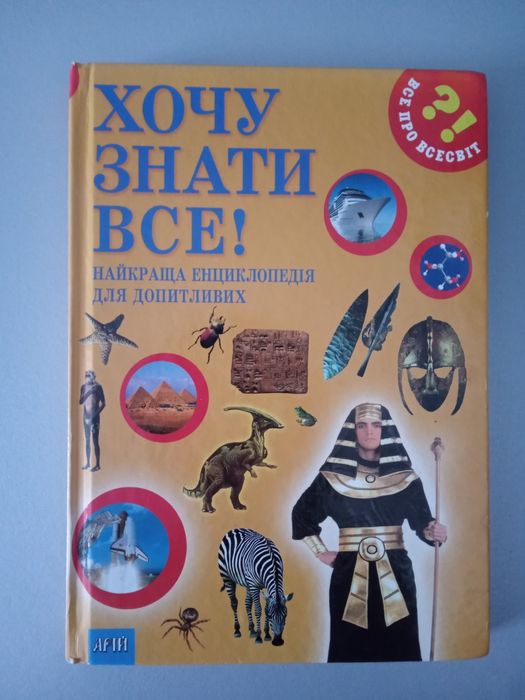 ХОЧУ
ЗНАТИ
ВСЕ!
НАЙКРАЩА ЕНЦИКЛОПЕДІЯ
ДЛЯ ДОПИТЛИВИХ
?!
ВСЕ ПРО ВСЕСВІТ
АРІЙ